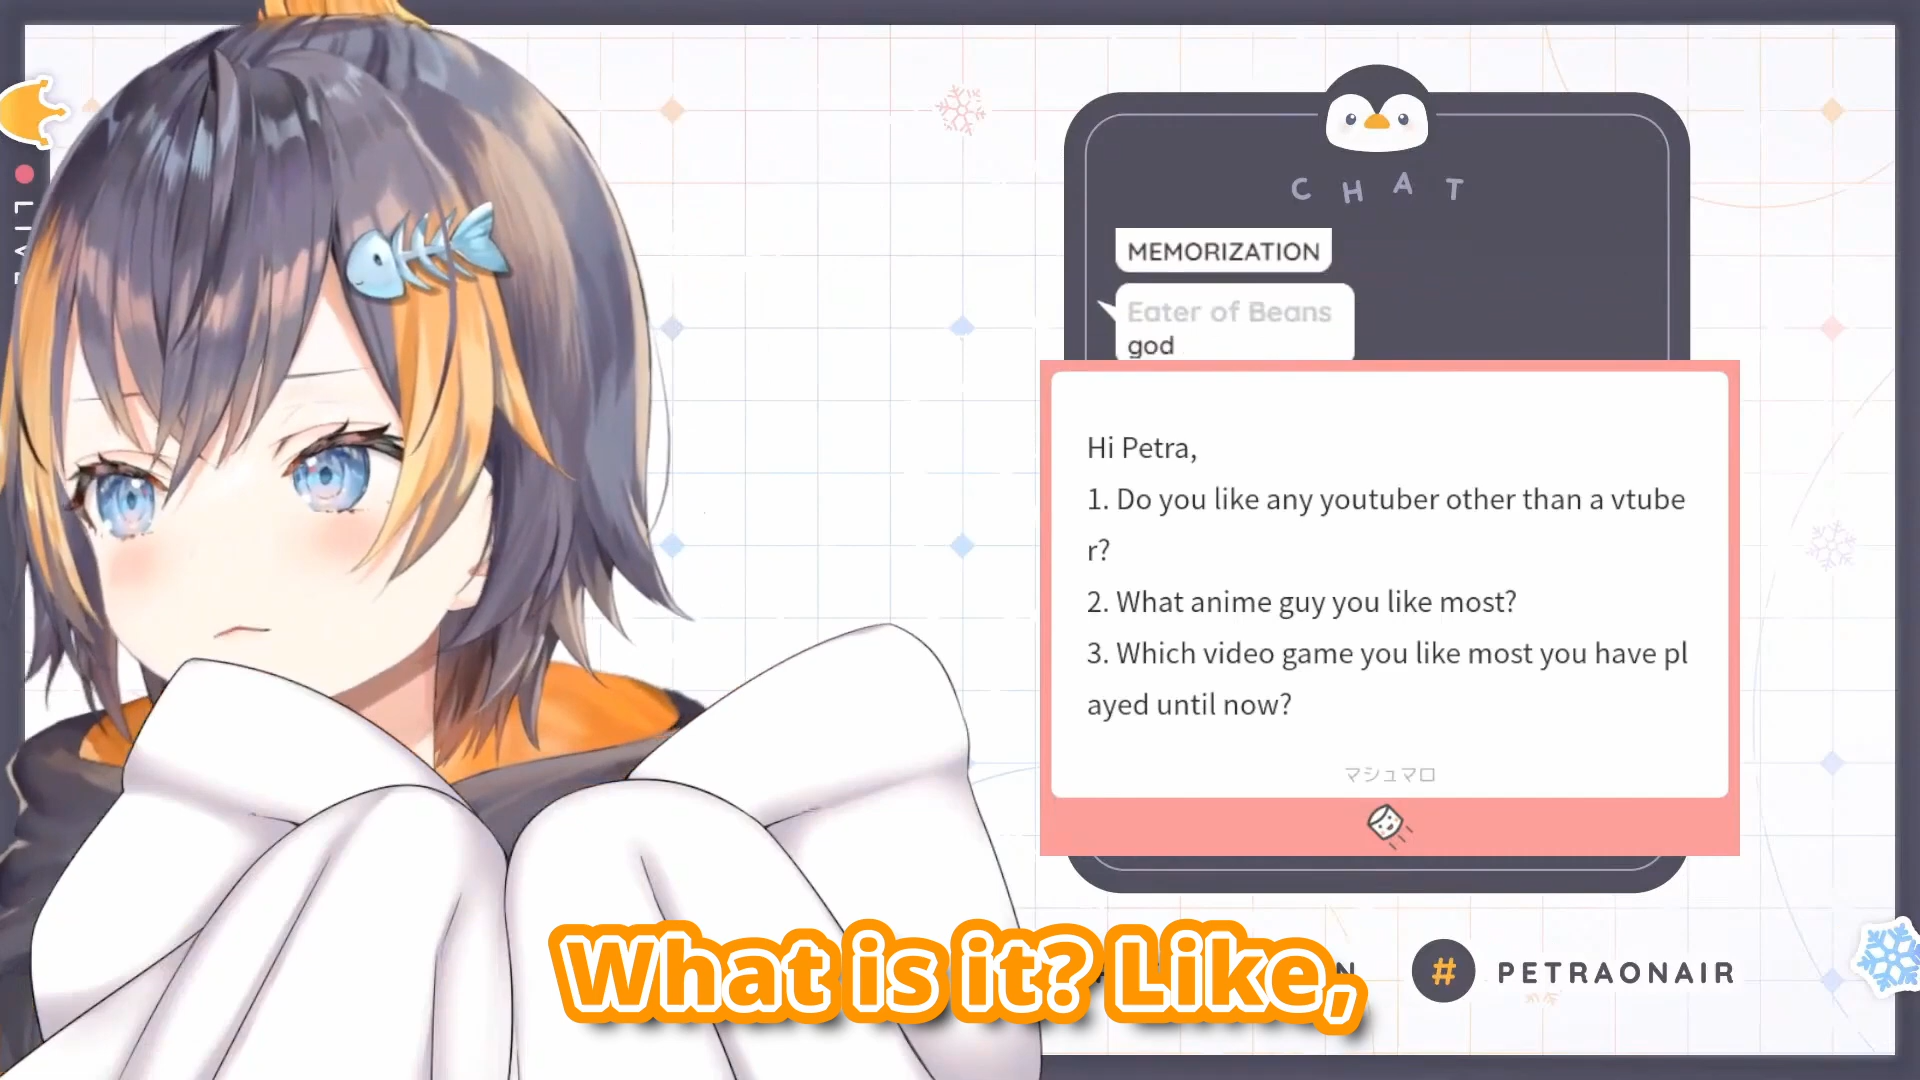 LIVE
CHAT
MEMORIZATION
Eater of Beans
god
Hi Petra,
1. Do you like any youtuber other than a vtube
r?
2. What anime guy you like most?
3. Which video game you like most you have pl
ayed until now?
マシュマロ
What is it? Like,
# PETRAONAIR